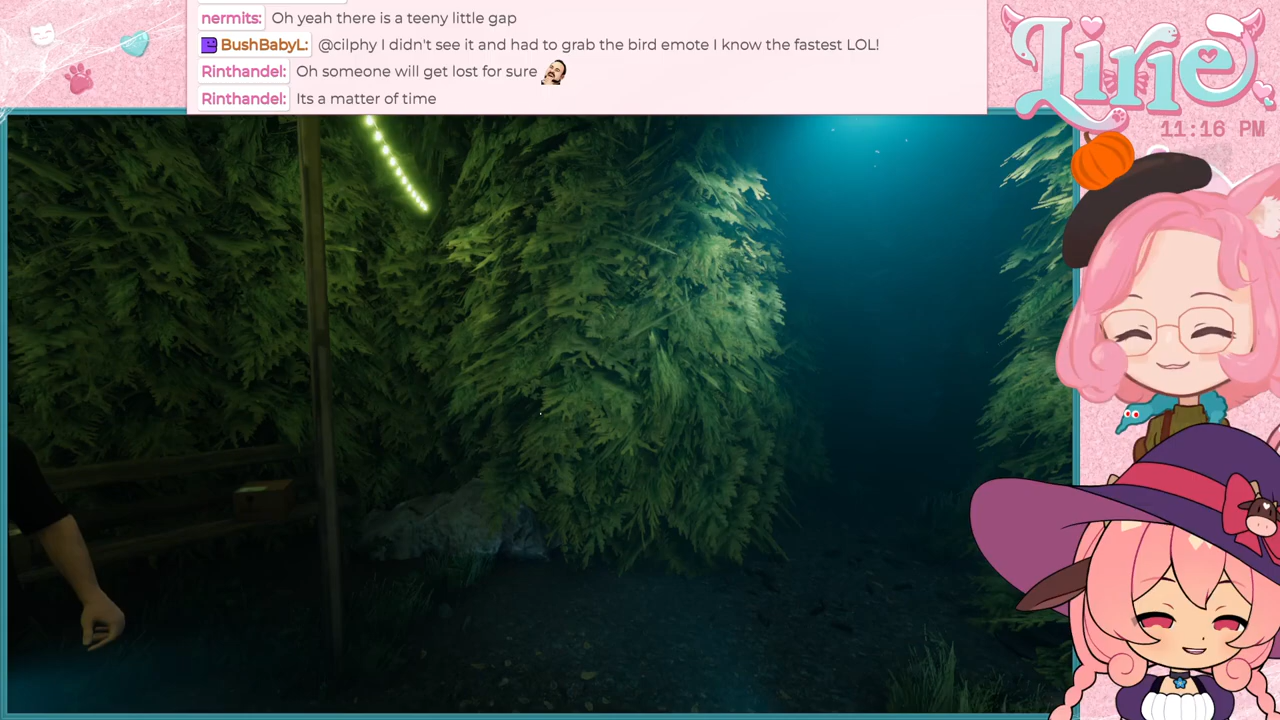 nermits: Oh yeah there is a teeny little gap
BushBabyL: @cilphy I didn't see it and had to grab the bird emote I know the fastest LOL!
Rinthandel: Oh someone will get lost for sure
Rinthandel: Its a matter of time
Lirie
11:16 PM